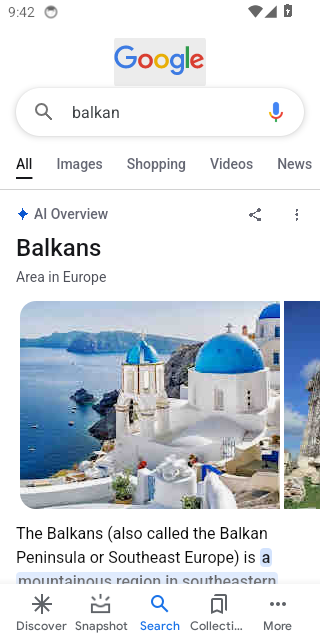 9:42
Google
balkan
All Images Shopping Videos News
AI Overview
Balkans
Area in Europe
The Balkans (also called the Balkan
Peninsula or Southeast Europe) is a
mountainous region in southeastern
Discover Snapshot Search Collecti... More